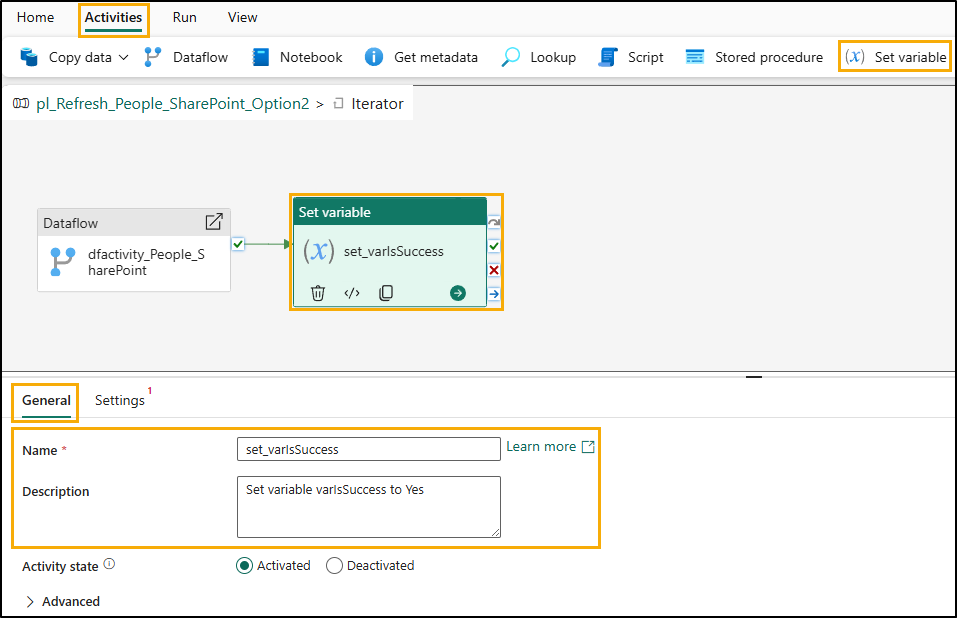 Home Activities Run View
Copy data Dataflow Notebook Get metadata Lookup Script Stored procedure (x) Set variable
pl_Refresh_People_SharePoint_Option2 > Iterator
Dataflow
dfactivity_People_S
harePoint
Set variable
(x) set_varIsSuccess
General Settings 1
Name * set_varIsSuccess Learn more
Description Set variable varIsSuccess to Yes
Activity state Activated Deactivated
Advanced